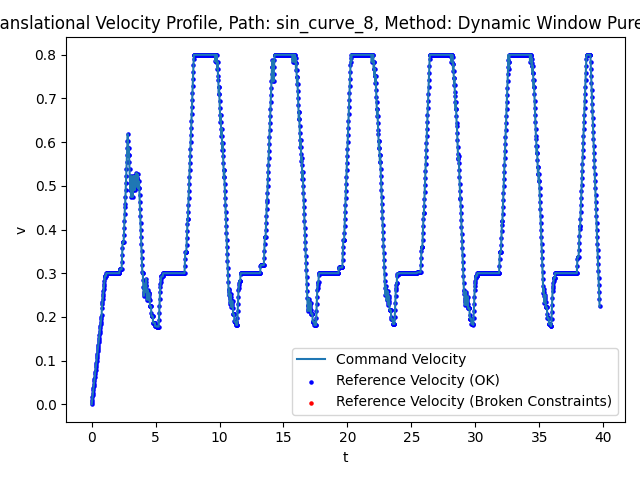 anslational Velocity Profile, Path: sin_curve_8, Method: Dynamic Window Pure
0.8
0.7
0.6
0.5
0.4
0.3
0.2
0.1
0.0
v
Command Velocity
Reference Velocity (OK)
Reference Velocity (Broken Constraints)
0 5 10 15 20 25 30 35 40
t